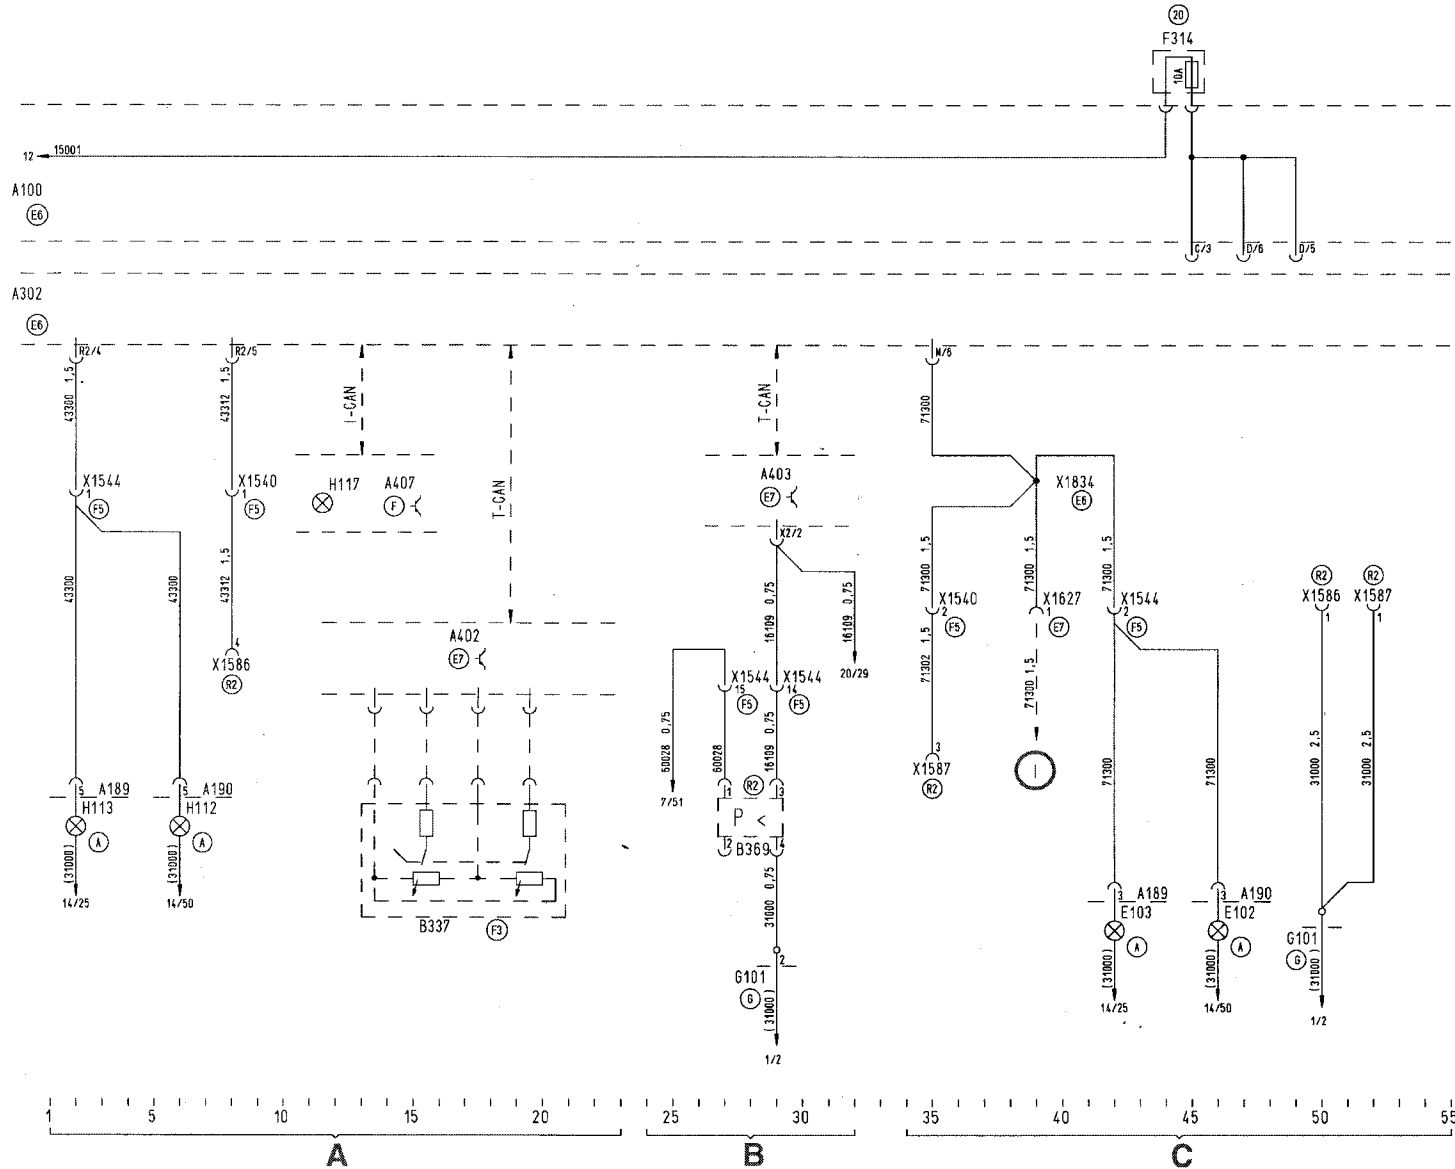 20
F314
10A
12 15001
A100
E6
C/3 D/6 D/5
A302
E6
R2/4 R2/5 M/6
43300 1,5
43312 1,5
T-CAN
T-CAN
T-CAN
71300
X1544
1
F5
X1540
1
F5
H117 A407
F
A403
E7
X1834
E6
X2/2
43300
43300
43312 1,5
16109 0,75
16109 0,75
20/29
71300 1,5
71300 1,5
71300 1,5
X1540
2
F5
X1627
1
E7
X1544
2
F5
R2
X1586
1
R2
X1587
1
4
X1586
R2
A402
E7
X1544
15
F5
X1544
14
F5
60028 0,75
60028
16109 0,75
7/51
71302 1,5
71300 1,5
3
X1587
R2
I
71300
71300
31000 2,5
31000 2,5
5 A189
H113
A
(31000)
14/25
5 A190
H112
A
(31000)
14/50
B337 F3
1 R2 3
P <
2 B369 4
31000 0,75
2
G101
G
(31000)
1/2
3 A189
E103
A
(31000)
14/25
3 A190
E102
A
(31000)
14/50
G101
G
(31000)
1/2
1 5 10 15 20 25 30 35 40 45 50 55
A B C